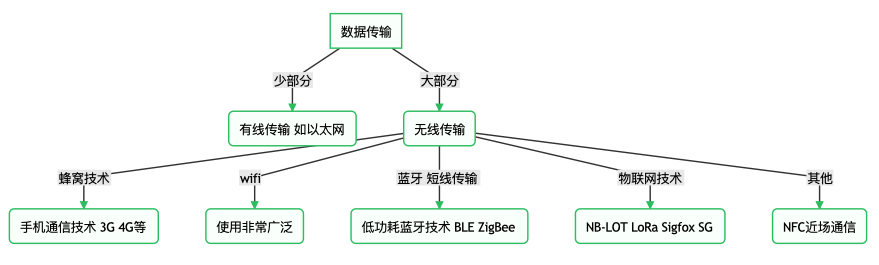 数据传输
少部分
大部分
有线传输 如以太网
无线传输
蜂窝技术
wifi
蓝牙 短线传输
物联网技术
其他
手机通信技术 3G 4G等
使用非常广泛
低功耗蓝牙技术 BLE ZigBee
NB-LOT LoRa Sigfox SG
NFC近场通信